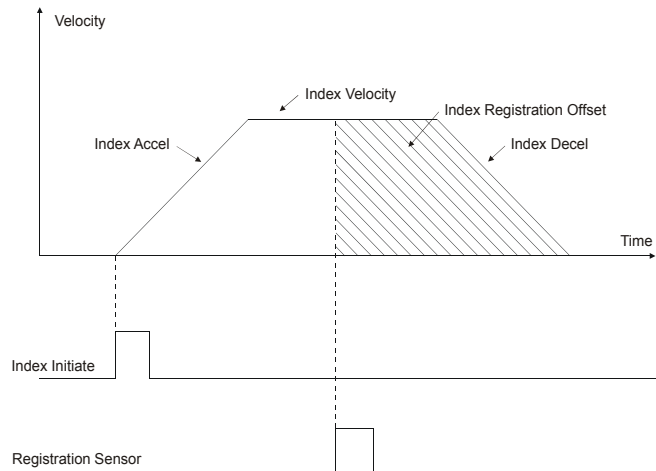 Velocity
Index Velocity
Index Registration Offset
Index Accel
Index Decel
Time
Index Initiate
Registration Sensor